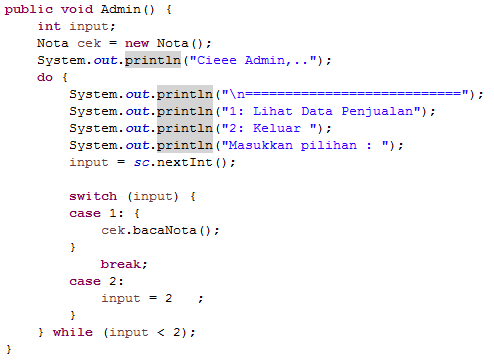 public void Admin() {
    int input;
    Nota cek = new Nota();
    System.out.println("Cieee Admin,..");
    do {
        System.out.println("\n===========================");
        System.out.println("1: Lihat Data Penjualan");
        System.out.println("2: Keluar ");
        System.out.println("Masukkan pilihan : ");
        input = sc.nextInt();

        switch (input) {
        case 1: {
            cek.bacaNota();
        }
            break;
        case 2:
            input = 2   ;
        }
    } while (input < 2);
}